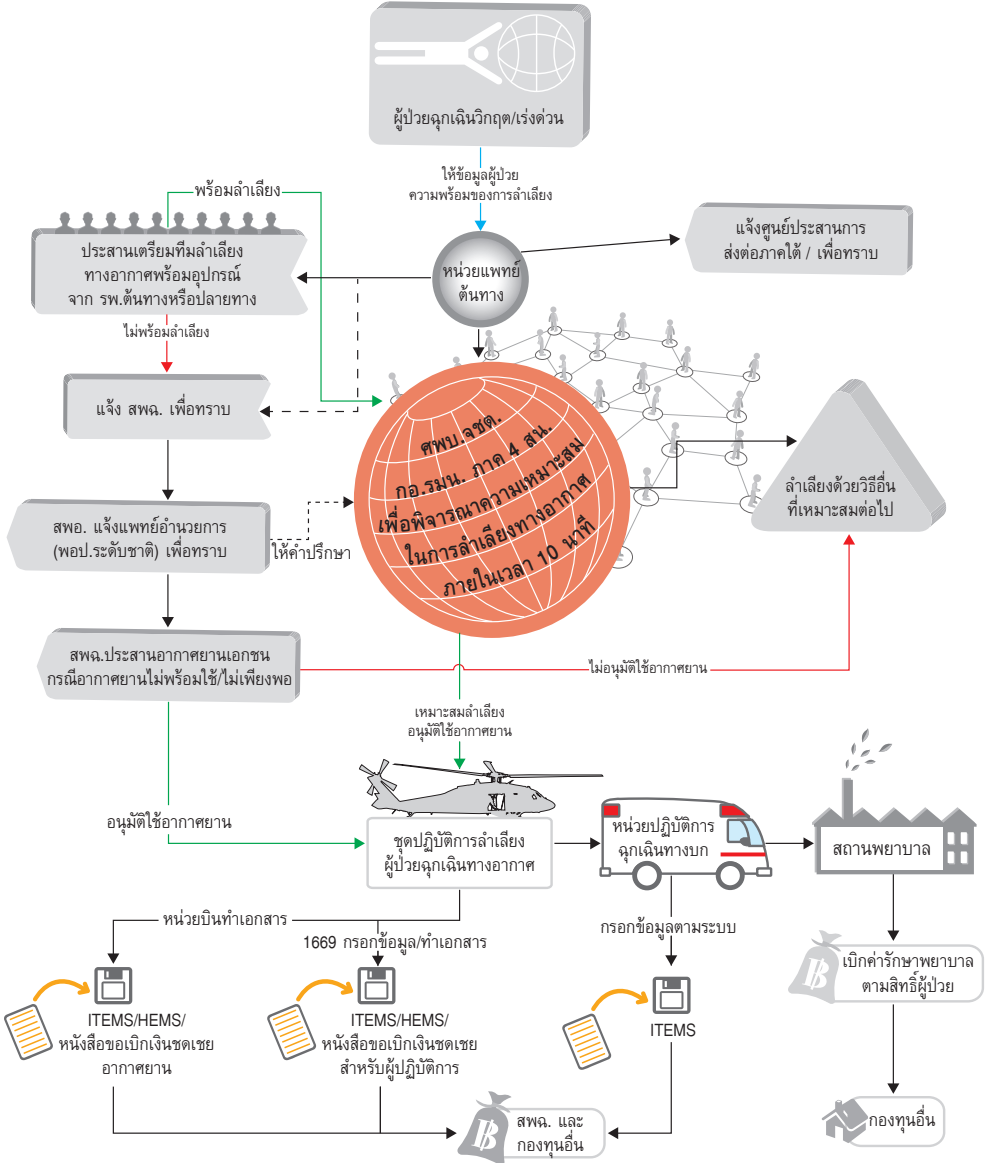 ผู้ป่วยฉุกเฉินวิกฤต/เร่งด่วน
ให้ข้อมูลผู้ป่วย
ความพร้อมของการลำเลียง
พร้อมลำเลียง
ประสานเตรียมทีมลำเลียง
ทางอากาศพร้อมอุปกรณ์
จาก รพ.ต้นทางหรือปลายทาง
หน่วยแพทย์
ต้นทาง
แจ้งศูนย์ประสานการ
ส่งต่อภาคใต้ / เพื่อทราบ
ไม่พร้อมลำเลียง
แจ้ง สพฉ. เพื่อทราบ
ศพบ.จชต.
กอ.รมน. ภาค 4 สน.
เพื่อพิจารณาความเหมาะสม
ในการลำเลียงทางอากาศ
ภายในเวลา 10 นาที
ลำเลียงด้วยวิธีอื่น
ที่เหมาะสมต่อไป
สพอ. แจ้งแพทย์อำนวยการ
(พอป.ระดับชาติ) เพื่อทราบ
ให้คำปรึกษา
สพฉ.ประสานอากาศยานเอกชน
กรณีอากาศยานไม่พร้อมใช้/ไม่เพียงพอ
ไม่อนุมัติใช้อากาศยาน
เหมาะสมลำเลียง
อนุมัติใช้อากาศยาน
อนุมัติใช้อากาศยาน
ชุดปฏิบัติการลำเลียง
ผู้ป่วยฉุกเฉินทางอากาศ
หน่วยปฏิบัติการ
ฉุกเฉินทางบก
สถานพยาบาล
หน่วยบินทำเอกสาร
1669 กรอกข้อมูล/ทำเอกสาร
กรอกข้อมูลตามระบบ
เบิกค่ารักษาพยาบาล
ตามสิทธิ์ผู้ป่วย
ITEMS/HEMS/
หนังสือขอเบิกเงินชดเชย
อากาศยาน
ITEMS/HEMS/
หนังสือขอเบิกเงินชดเชย
สำหรับผู้ปฏิบัติการ
ITEMS
สพฉ. และ
กองทุนอื่น
กองทุนอื่น